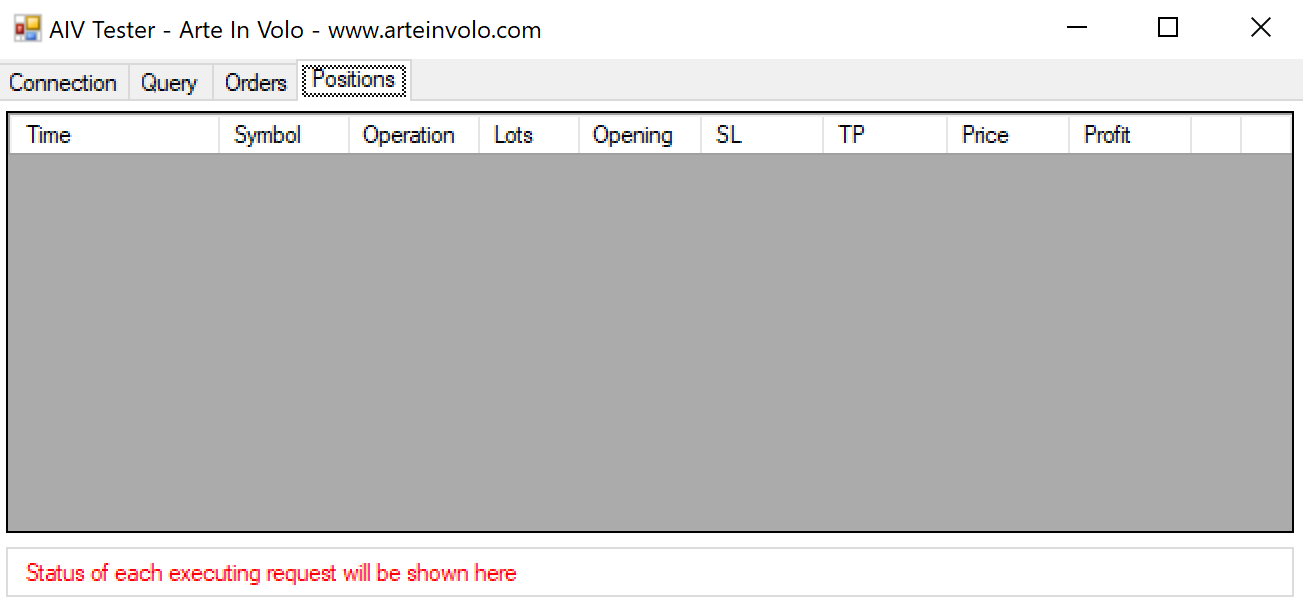 AIV Tester - Arte In Volo - www.arteinvolo.com
Connection Query Orders Positions
Time Symbol Operation Lots Opening SL TP Price Profit
Status of each executing request will be shown here